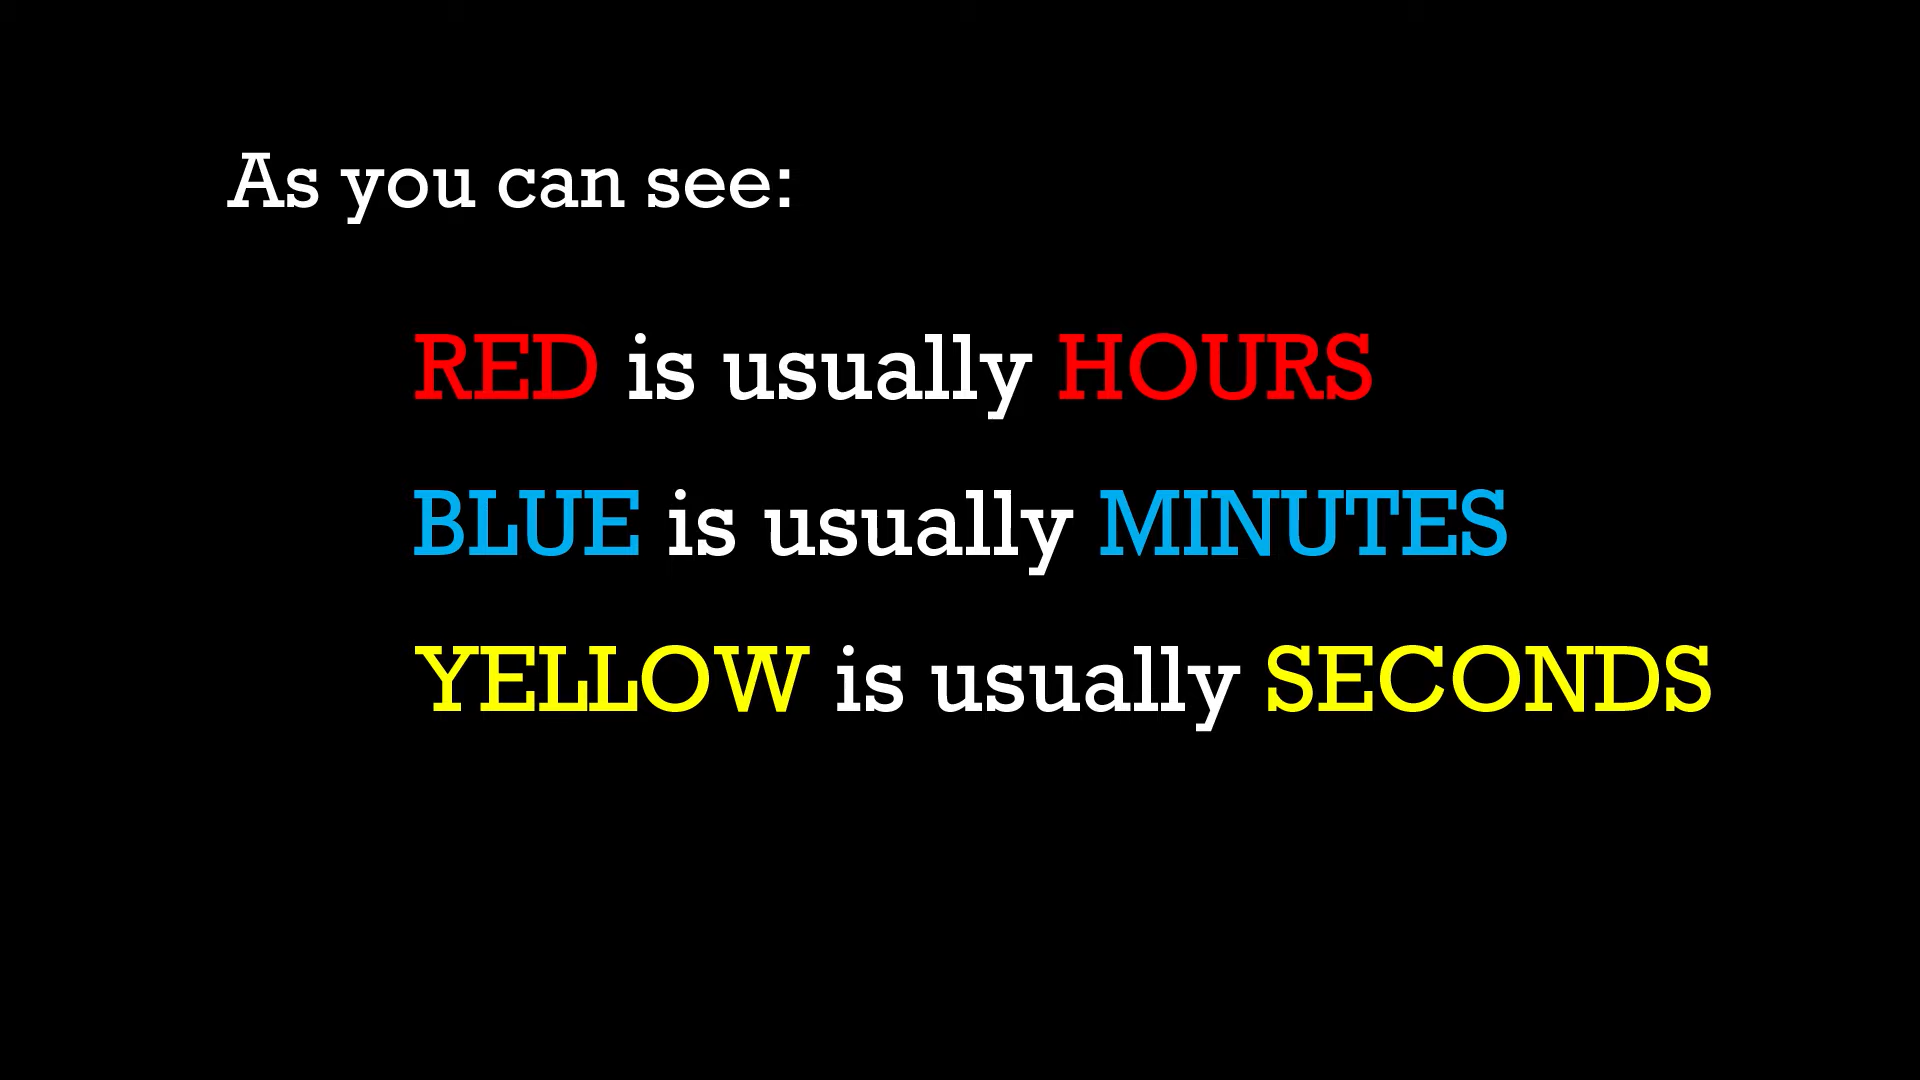 As you can see:
RED is usually HOURS
BLUE is usually MINUTES
YELLOW is usually SECONDS